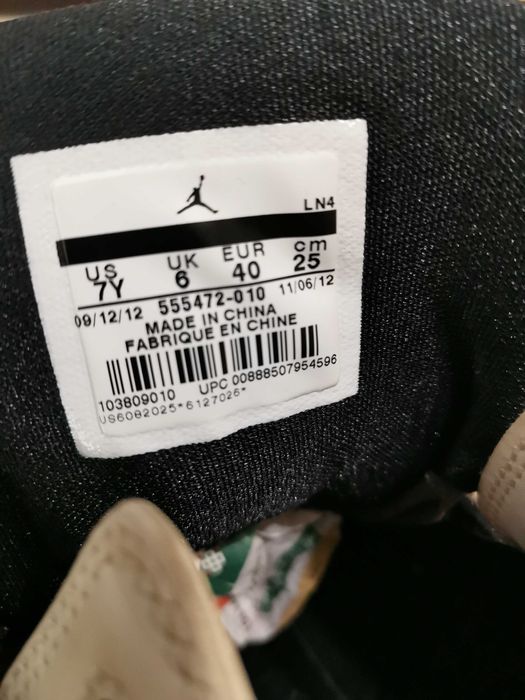 LN4
US UK EUR cm
7Y 6 40 25
09/12/12 555472-010 11/06/12
MADE IN CHINA
FABRIQUE EN CHINE
103809010 UPC 00888507954596
US6082025*6127026*